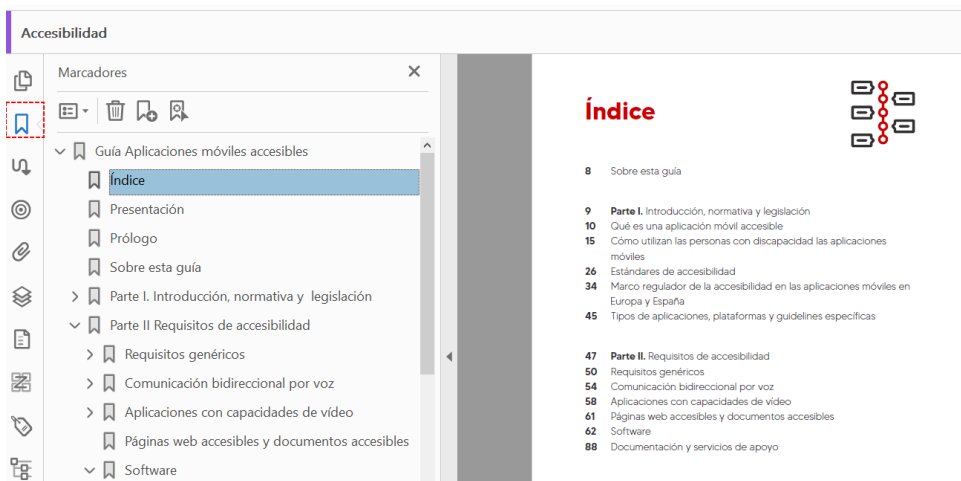 Accesibilidad
Marcadores
Guía Aplicaciones móviles accesibles
Índice
Presentación
Prólogo
Sobre esta guía
Parte I. Introducción, normativa y legislación
Parte II Requisitos de accesibilidad
Requisitos genéricos
Comunicación bidireccional por voz
Aplicaciones con capacidades de vídeo
Páginas web accesibles y documentos accesibles
Software
Índice
8 Sobre esta guía
9 Parte I. Introducción, normativa y legislación
10 Qué es una aplicación móvil accesible
15 Cómo utilizan las personas con discapacidad las aplicaciones
móviles
26 Estándares de accesibilidad
34 Marco regulador de la accesibilidad en las aplicaciones móviles en
Europa y España
45 Tipos de aplicaciones, plataformas y guidelines específicas
47 Parte II. Requisitos de accesibilidad
50 Requisitos genéricos
54 Comunicación bidireccional por voz
58 Aplicaciones con capacidades de vídeo
61 Páginas web accesibles y documentos accesibles
62 Software
88 Documentación y servicios de apoyo